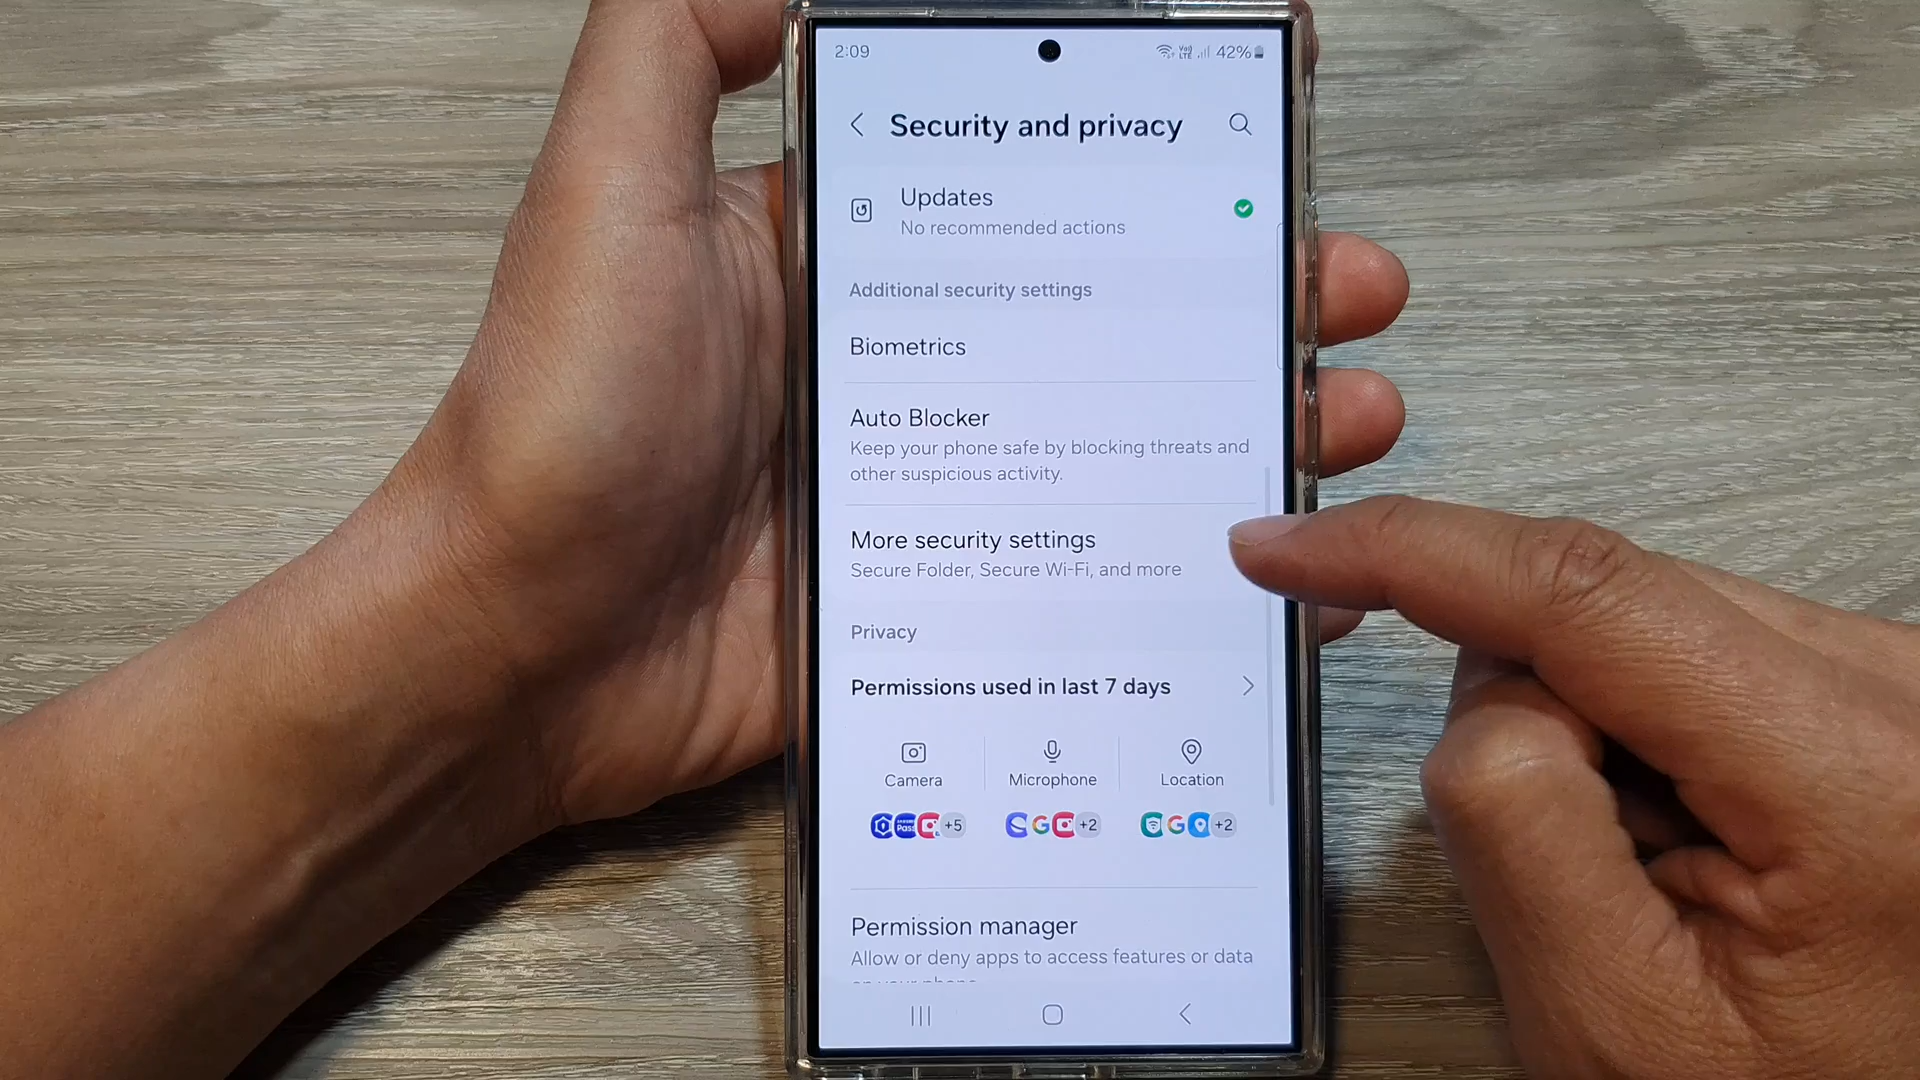 2:09
42%
Security and privacy
Updates
No recommended actions
Additional security settings
Biometrics
Auto Blocker
Keep your phone safe by blocking threats and
other suspicious activity.
More security settings
Secure Folder, Secure Wi-Fi, and more
Privacy
Permissions used in last 7 days
Camera
Microphone
Location
Pass
+5
+2
+2
Permission manager
Allow or deny apps to access features or data